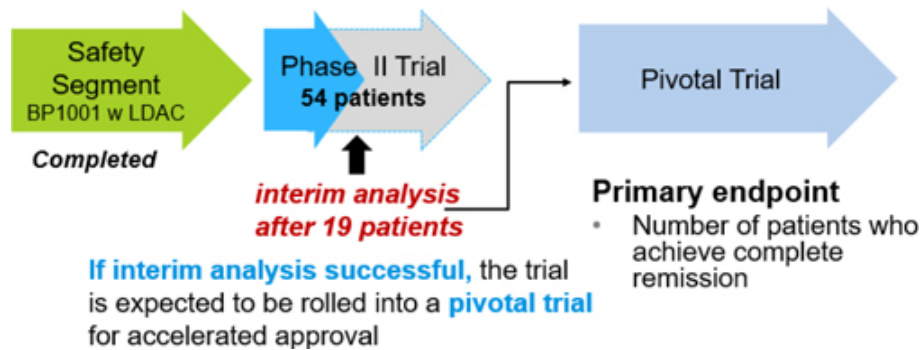 Safety
Segment
BP1001 w LDAC
Completed
Phase II Trial
54 patients
interim analysis
after 19 patients
If interim analysis successful, the trial
is expected to be rolled into a pivotal trial
for accelerated approval
Pivotal Trial
Primary endpoint
• Number of patients who
achieve complete
remission